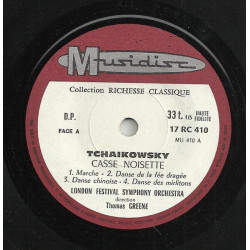 Musidisc
Collection RICHESSE CLASSIQUE
D.P.
33 t. 1/3
HAUTE
FIDELITE
FACE A
17 RC 410
MU 410 A
TCHAIKOWSKY
CASSE NOISETTE
1. Marche - 2. Danse de la fée dragée
3. Danse chinoise - 4. Danse des mirlitons
LONDON FESTIVAL SYMPHONY ORCHESTRA
direction :
Thomas GREENE